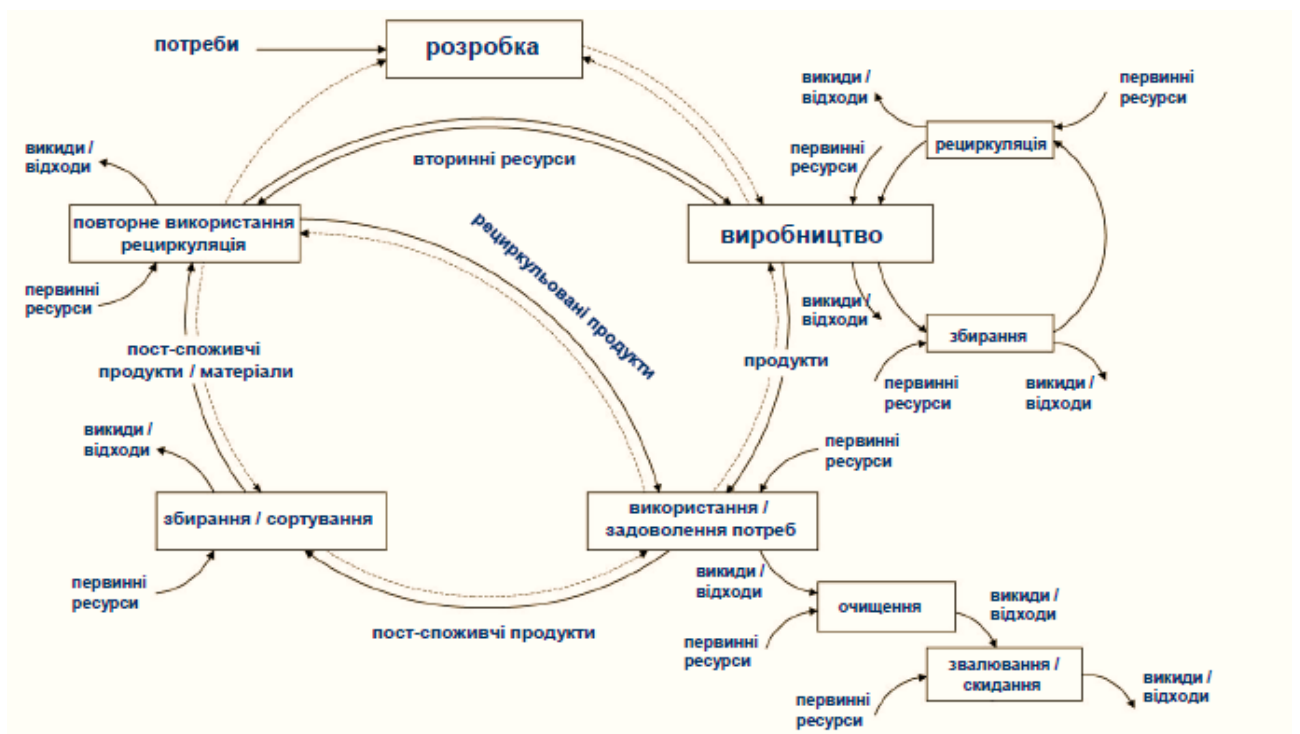 потреби
розробка
викиди /
відходи
первинні
ресурси
рециркуляція
викиди /
відходи
первинні
ресурси
вторинні ресурси
повторне використання
рециркуляція
рециркульовані продукти
виробництво
первинні
ресурси
викиди /
відходи
збирання
пост-споживчі
продукти / матеріали
продукти
первинні
ресурси
викиди /
відходи
викиди /
відходи
первинні
ресурси
збирання / сортування
використання /
задоволення потреб
первинні
ресурси
викиди /
відходи
очищення
викиди /
відходи
пост-споживчі продукти
первинні
ресурси
звалювання /
скидання
викиди /
відходи
первинні
ресурси